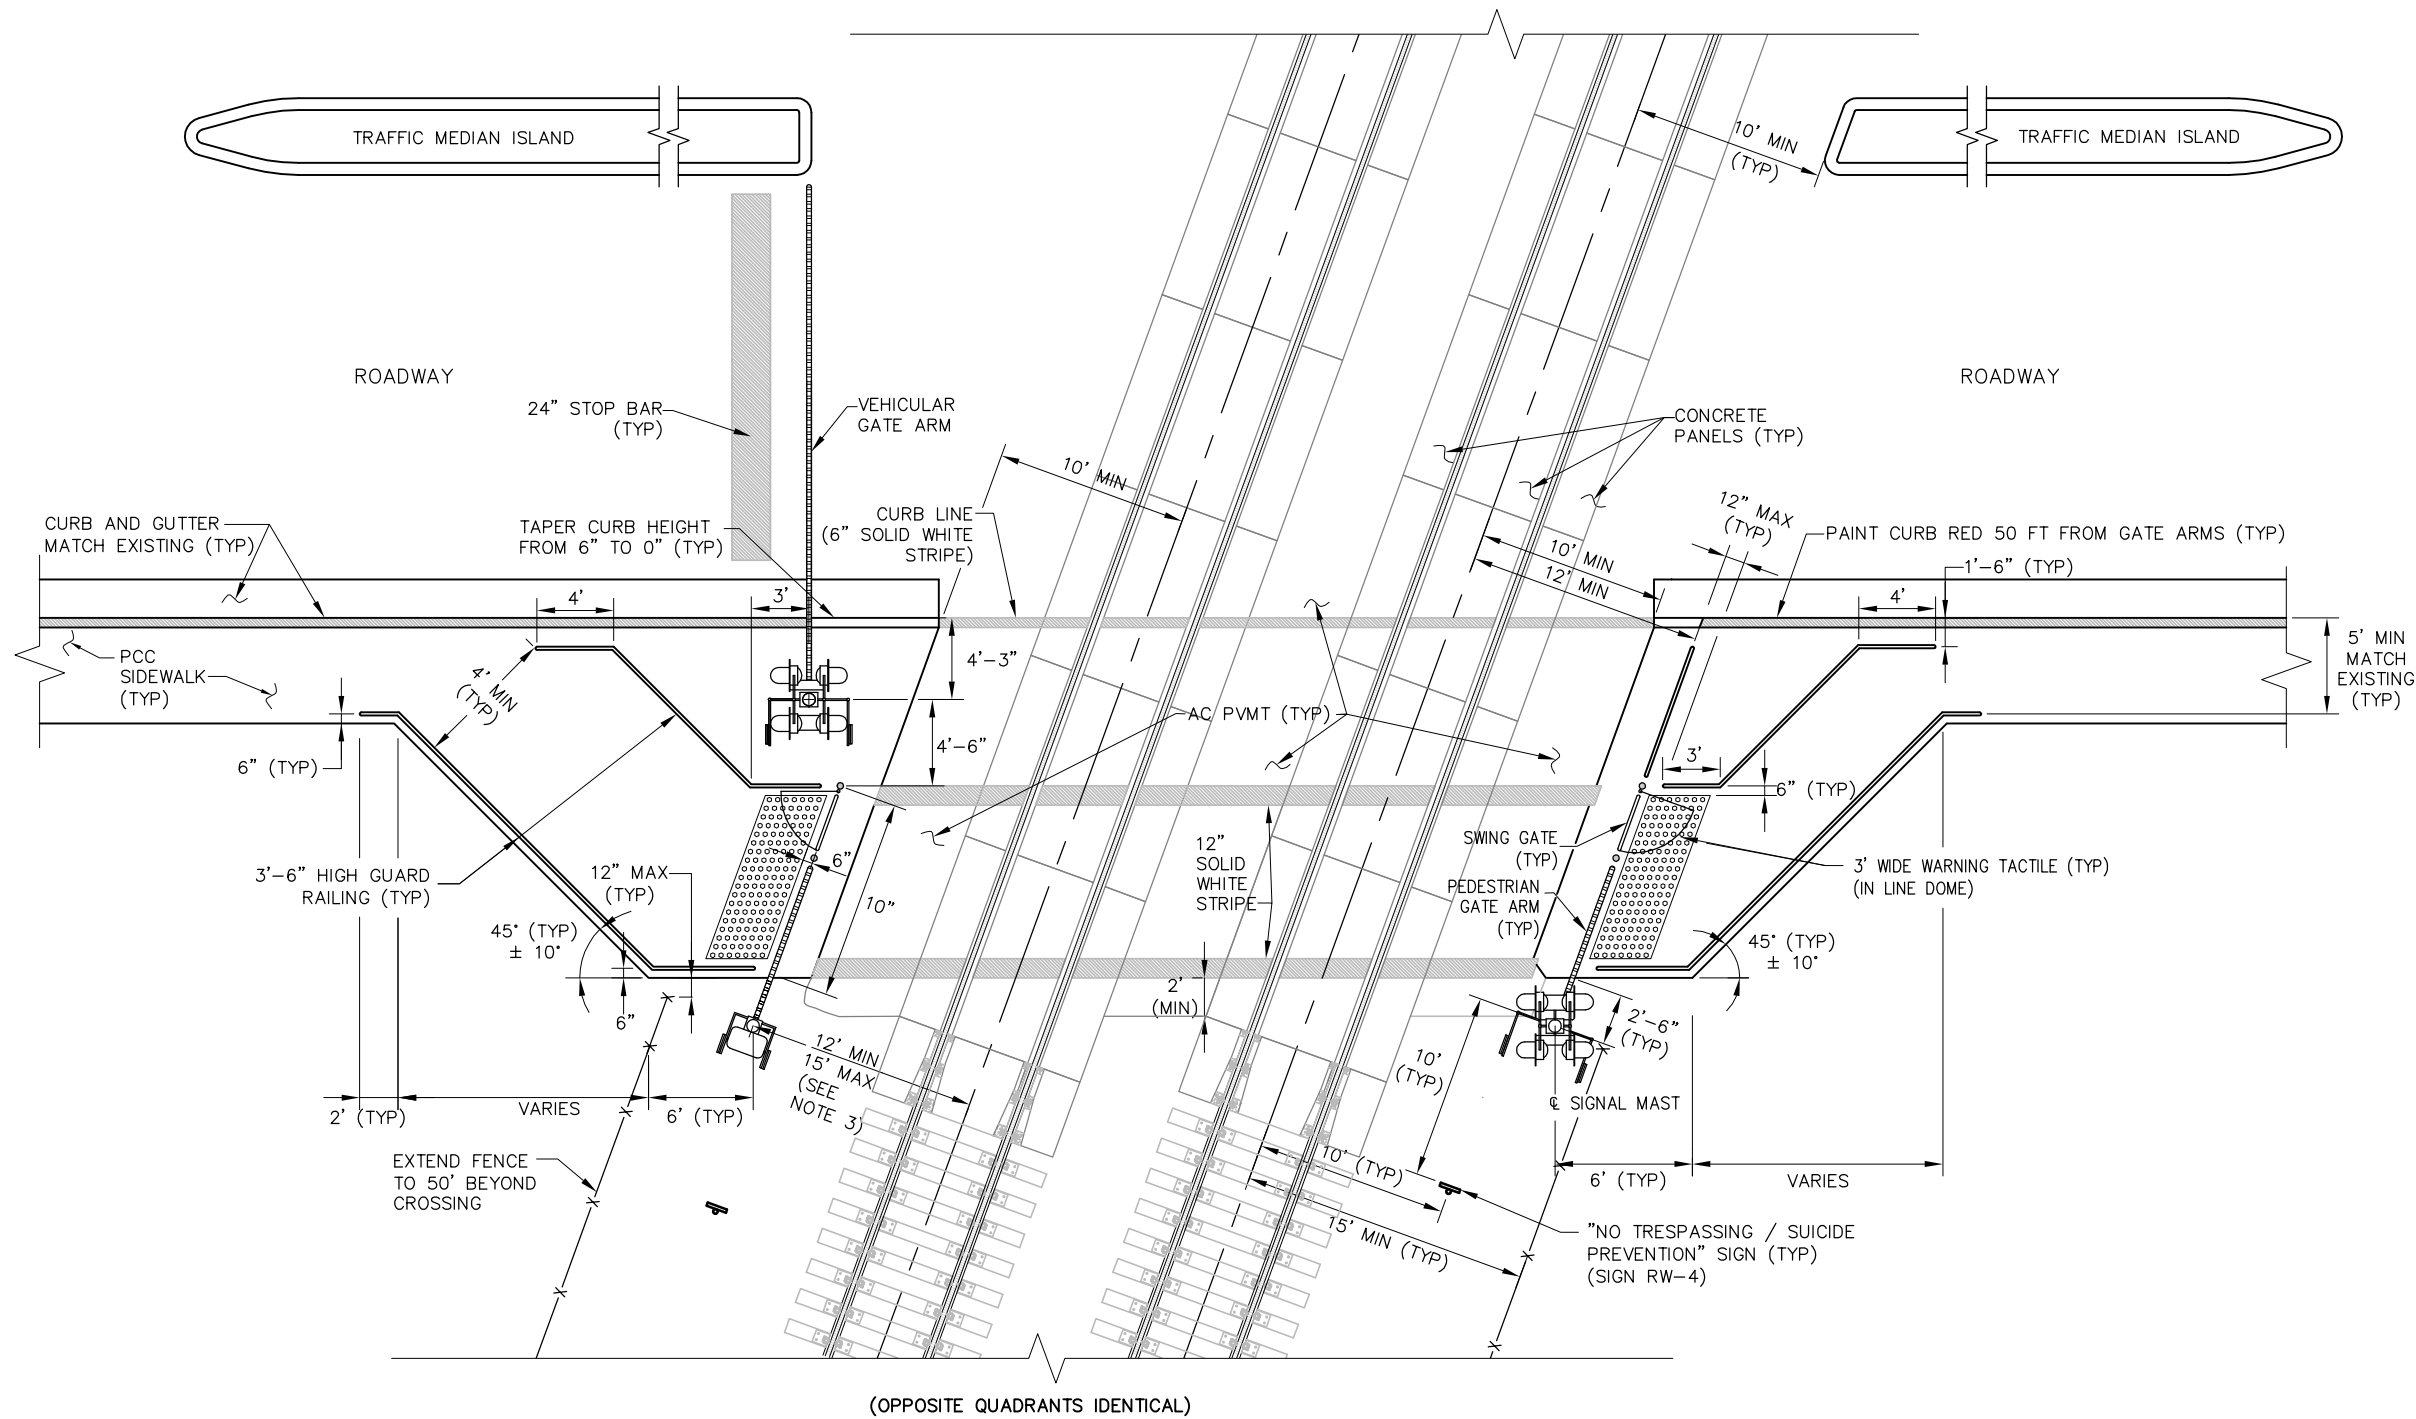 TRAFFIC MEDIAN ISLAND
10' MIN
(TYP)
TRAFFIC MEDIAN ISLAND
ROADWAY
ROADWAY
24" STOP BAR
(TYP)
VEHICULAR
GATE ARM
CONCRETE
PANELS (TYP)
10' MIN
12" MAX
(TYP)
CURB AND GUTTER
MATCH EXISTING (TYP)
TAPER CURB HEIGHT
FROM 6" TO 0" (TYP)
CURB LINE
(6" SOLID WHITE
STRIPE)
10' MIN
12' MIN
PAINT CURB RED 50 FT FROM GATE ARMS (TYP)
1'-6" (TYP)
4'
3'
4'
PCC
SIDEWALK
(TYP)
4' MIN
(TYP)
4'-3"
5' MIN
MATCH
EXISTING
(TYP)
AC PVMT (TYP)
4'-6"
6" (TYP)
3'
6" (TYP)
3'-6" HIGH GUARD
RAILING (TYP)
12" MAX
(TYP)
6"
10"
12"
SOLID
WHITE
STRIPE
SWING GATE
(TYP)
3' WIDE WARNING TACTILE (TYP)
(IN LINE DOME)
PEDESTRIAN
GATE ARM
(TYP)
45° (TYP)
± 10°
45° (TYP)
± 10°
6"
2'
(MIN)
2'-6"
(TYP)
12' MIN
15' MAX
(SEE
NOTE 3)
10'
(TYP)
℄ SIGNAL MAST
2' (TYP)
VARIES
6' (TYP)
10' (TYP)
6' (TYP)
VARIES
EXTEND FENCE
TO 50' BEYOND
CROSSING
15' MIN (TYP)
"NO TRESPASSING / SUICIDE
PREVENTION" SIGN (TYP)
(SIGN RW-4)
(OPPOSITE QUADRANTS IDENTICAL)